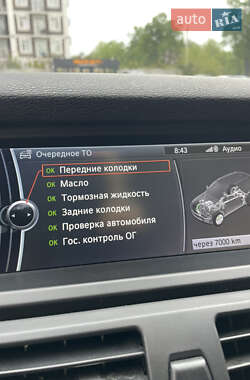 AUTO.RIA
Очередное ТО
8:43
Аудио
OK Передние колодки
OK Масло
OK Тормозная жидкость
OK Задние колодки
OK Проверка автомобиля
OK Гос. контроль ОГ
через 7000 km